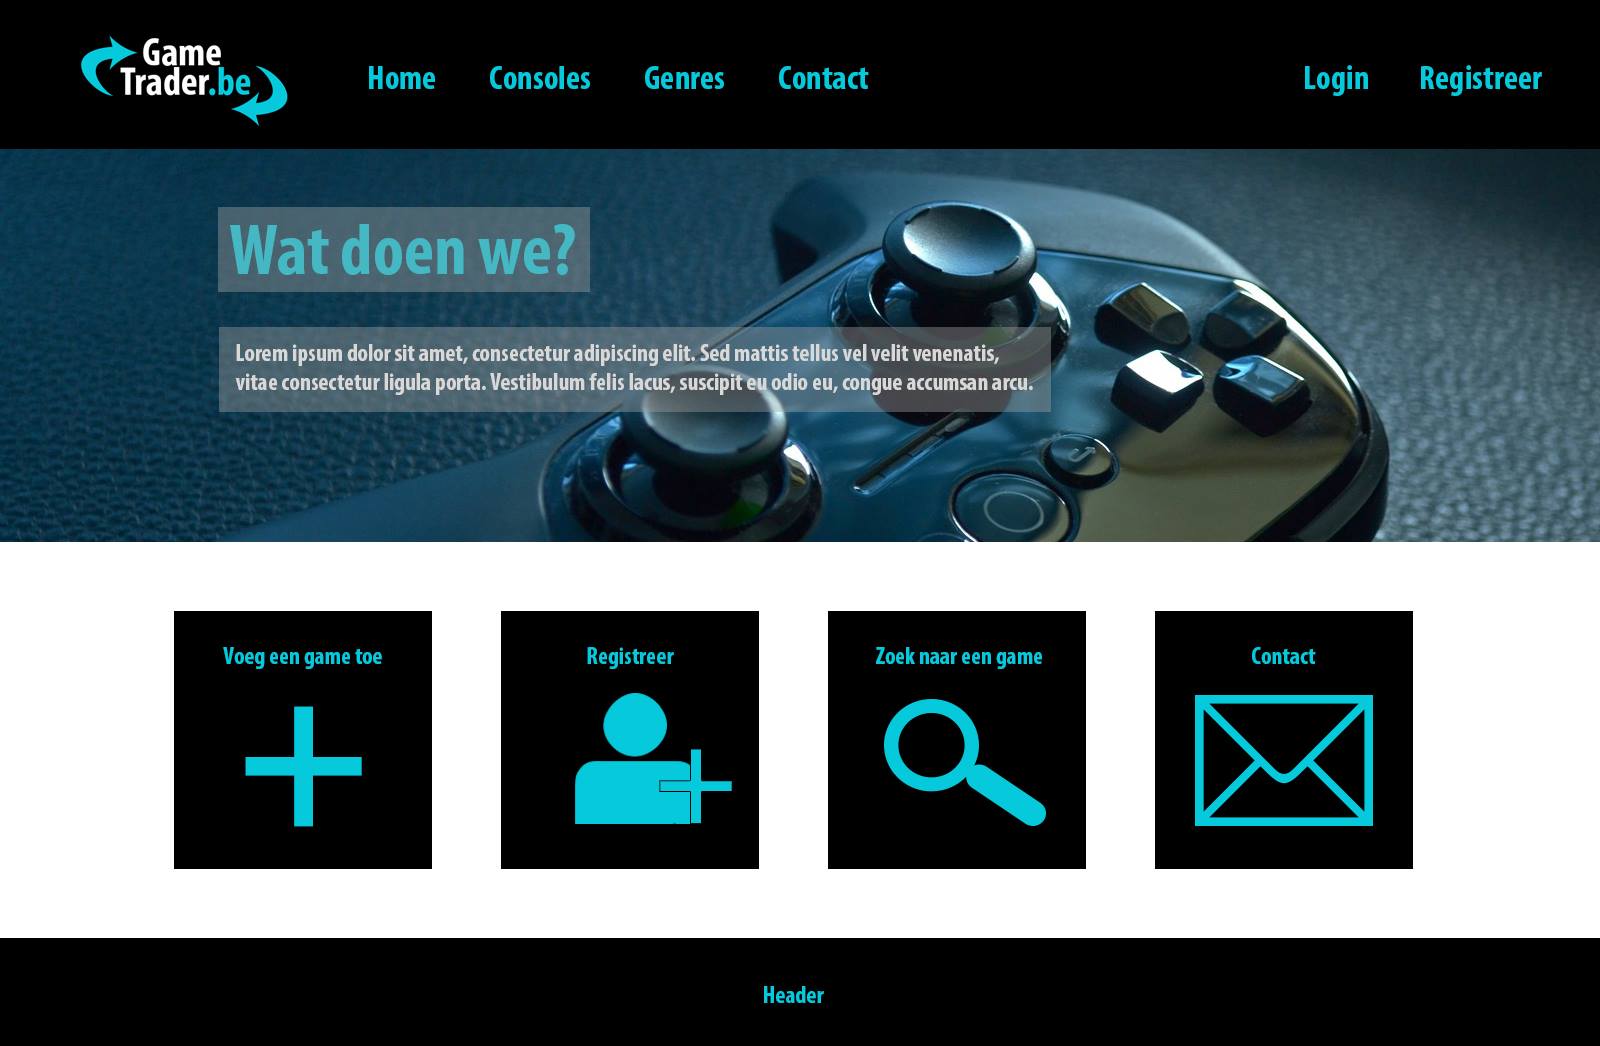 Game
Trader.be
Home Consoles Genres Contact Login Registreer
Wat doen we?
Lorem ipsum dolor sit amet, consectetur adipiscing elit. Sed mattis tellus vel velit venenatis,
vitae consectetur ligula porta. Vestibulum felis lacus, suscipit eu odio eu, congue accumsan arcu.
Voeg een game toe
Registreer
Zoek naar een game
Contact
Header